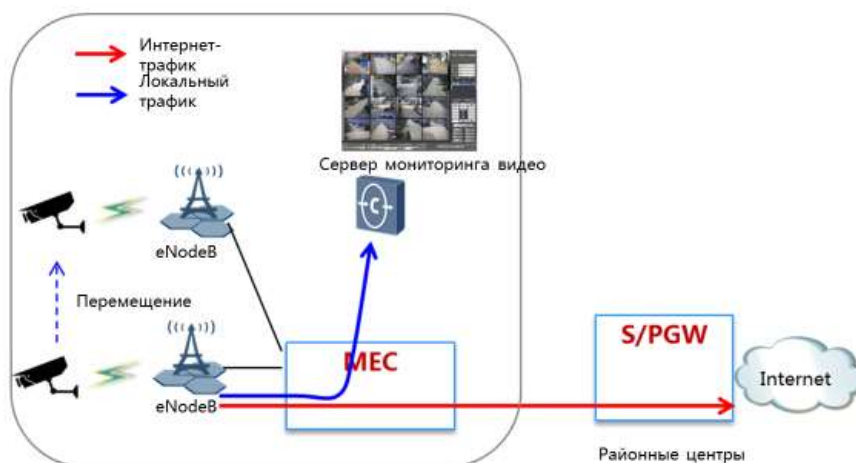 Интернет-
трафик
Локальный
трафик
Сервер мониторинга видео
C
eNodeB
Перемещение
eNodeB
MEC
S/PGW
Internet
Районные центры